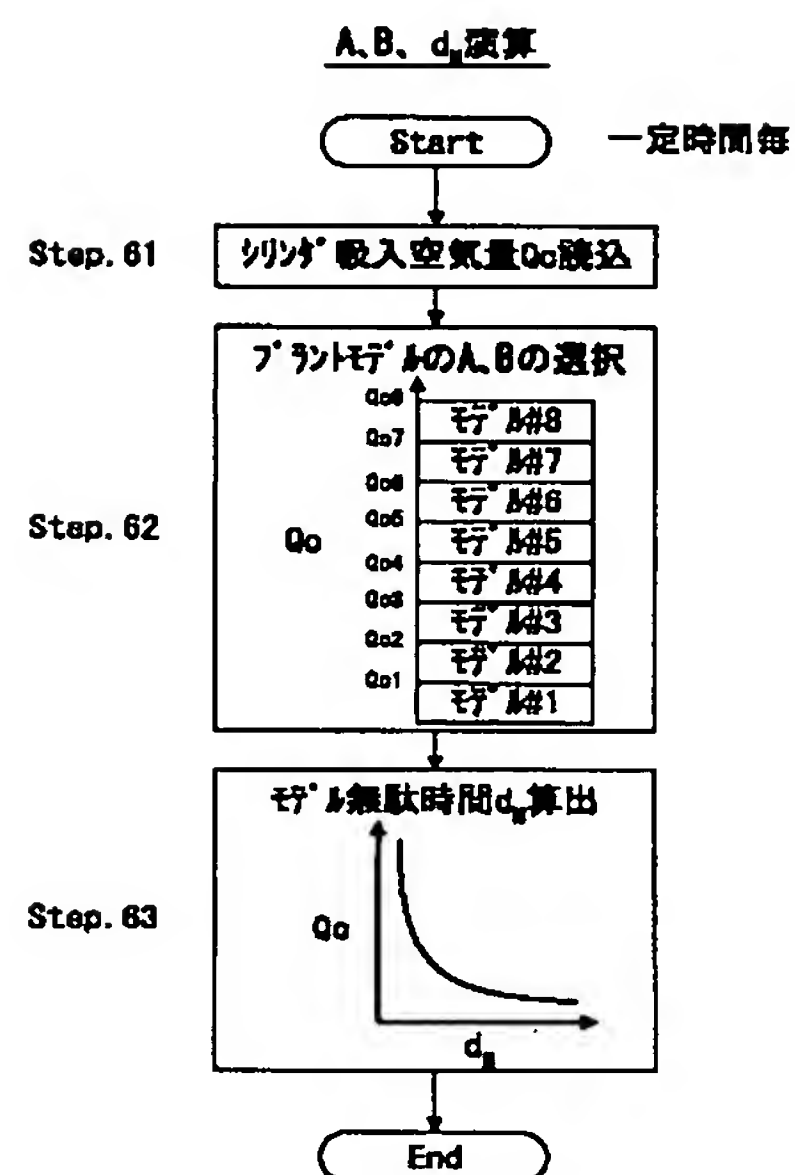 A、B、dM演算
Start 一定時間毎
Step.61 シリンダ吸入空気量Qc読込
プラントモデルのA、Bの選択
Qc8
モデル#8
Qc7
モデル#7
Qc6
モデル#6
Qc5
Step.62 Qc
モデル#5
Qc4
モデル#4
Qc3
モデル#3
Qc2
モデル#2
Qc1
モデル#1
モデル無駄時間dM算出
Step.63 Qc
dM
End